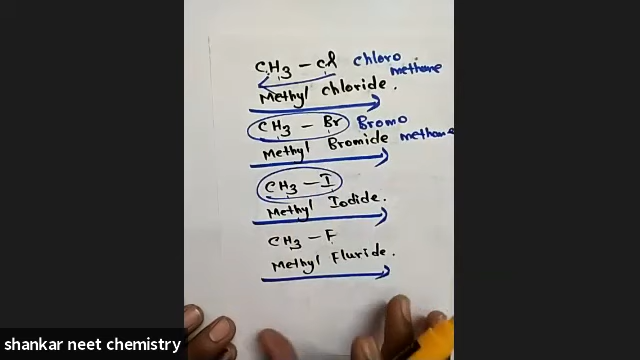 CH3 - Cl chloro methane
Methyl chloride.
CH3 - Br Bromo methane
Methyl Bromide
CH3 - I
Methyl Iodide.
CH3 - F
Methyl Fluride.
shankar neet chemistry